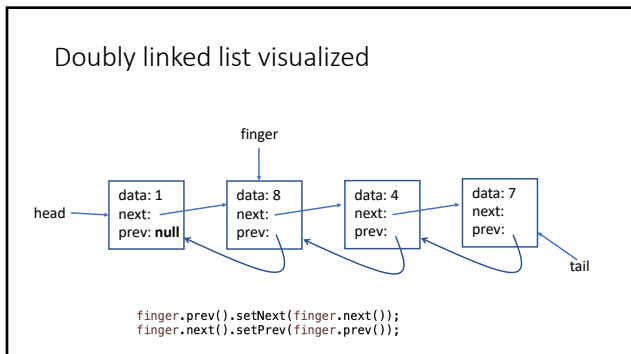 Doubly linked list visualized
finger
head
data: 1
next:
prev: null
data: 8
next:
prev:
data: 4
next:
prev:
data: 7
next:
prev:
tail
finger.prev().setNext(finger.next());
finger.next().setPrev(finger.prev());